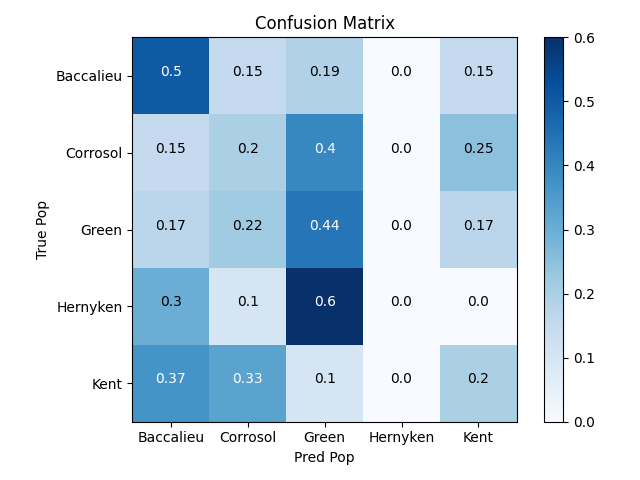 Confusion Matrix
True Pop
Baccalieu 0.5 0.15 0.19 0.0 0.15
Corrosol 0.15 0.2 0.4 0.0 0.25
Green 0.17 0.22 0.44 0.0 0.17
Hernyken 0.3 0.1 0.6 0.0 0.0
Kent 0.37 0.33 0.1 0.0 0.2
Baccalieu Corrosol Green Hernyken Kent
Pred Pop
0.6
0.5
0.4
0.3
0.2
0.1
0.0